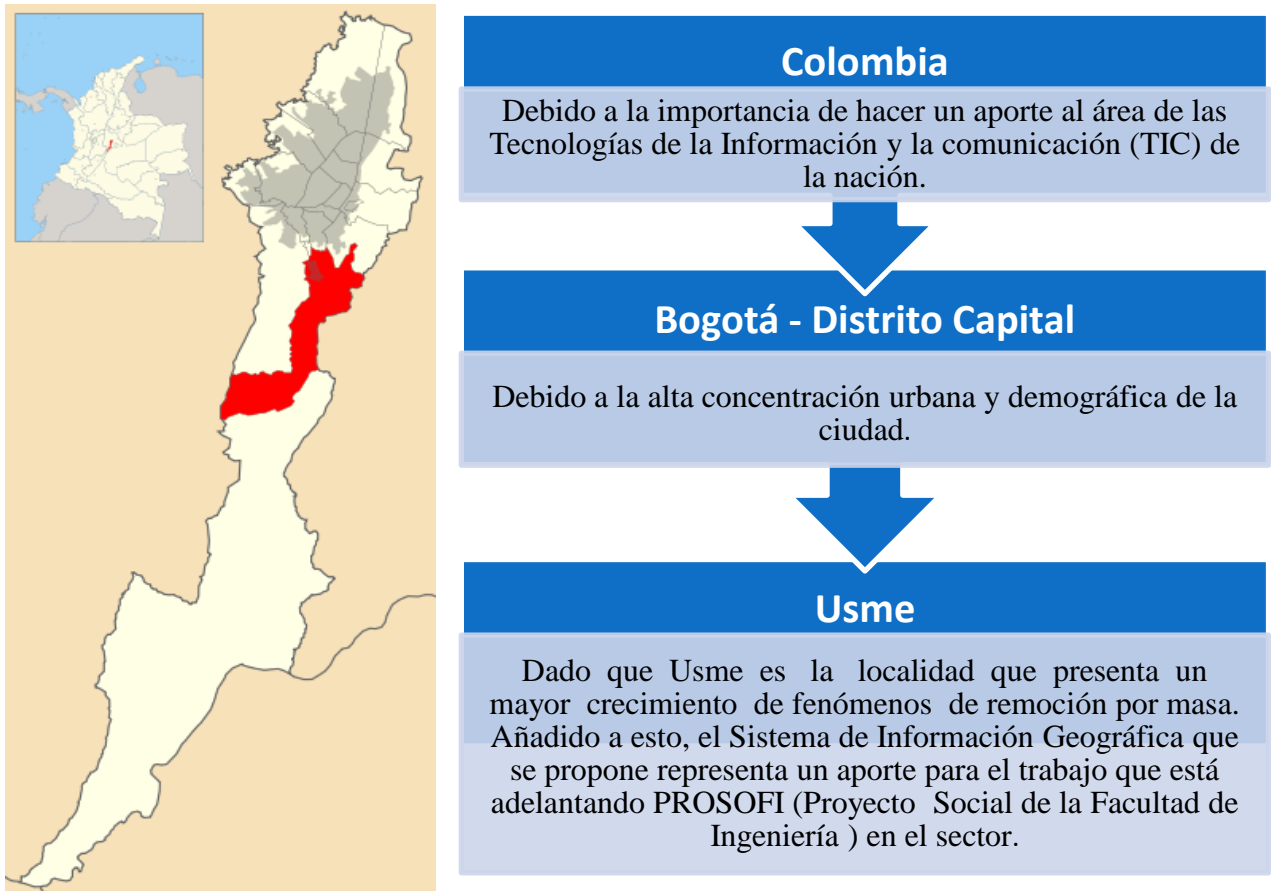 Colombia
Debido a la importancia de hacer un aporte al área de las
Tecnologías de la Información y la comunicación (TIC) de
la nación.
Bogotá - Distrito Capital
Debido a la alta concentración urbana y demográfica de la
ciudad.
Usme
Dado que Usme es la localidad que presenta un
mayor crecimiento de fenómenos de remoción por masa.
Añadido a esto, el Sistema de Información Geográfica que
se propone representa un aporte para el trabajo que está
adelantando PROSOFI (Proyecto Social de la Facultad de
Ingeniería ) en el sector.